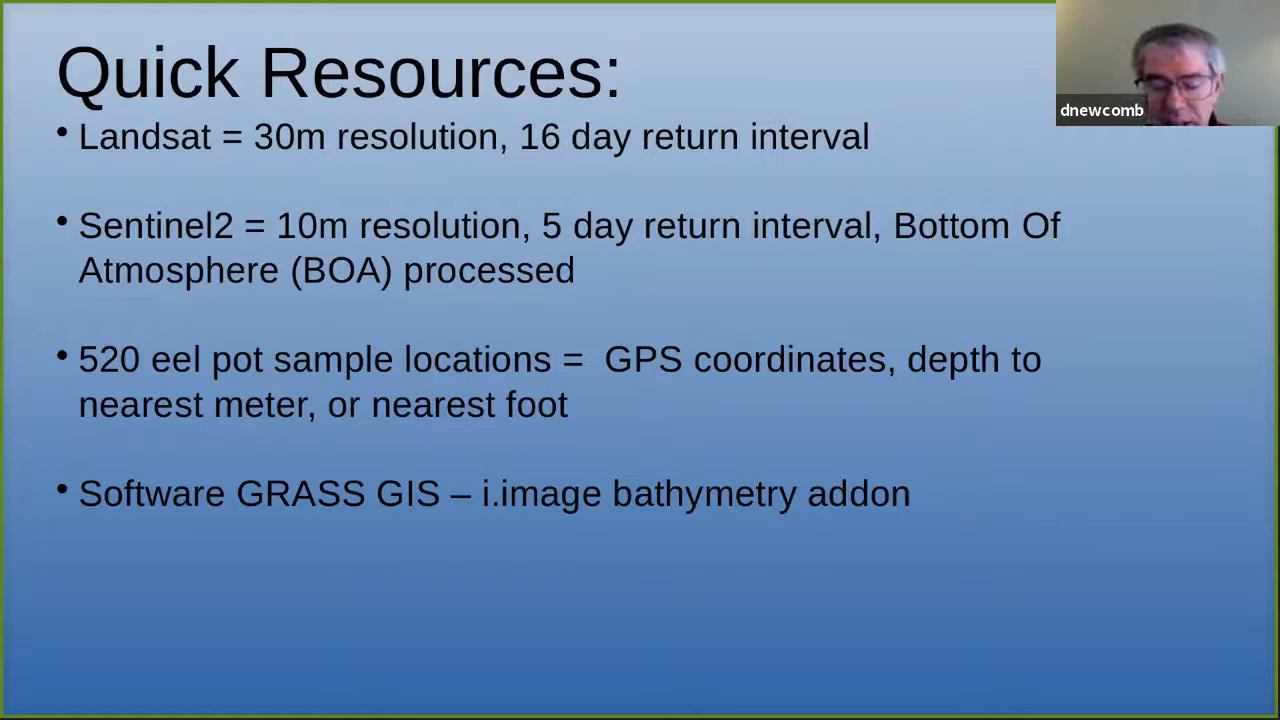 Quick Resources:
dnewcomb
• Landsat = 30m resolution, 16 day return interval
• Sentinel2 = 10m resolution, 5 day return interval, Bottom Of
Atmosphere (BOA) processed
• 520 eel pot sample locations =  GPS coordinates, depth to
nearest meter, or nearest foot
• Software GRASS GIS – i.image bathymetry addon